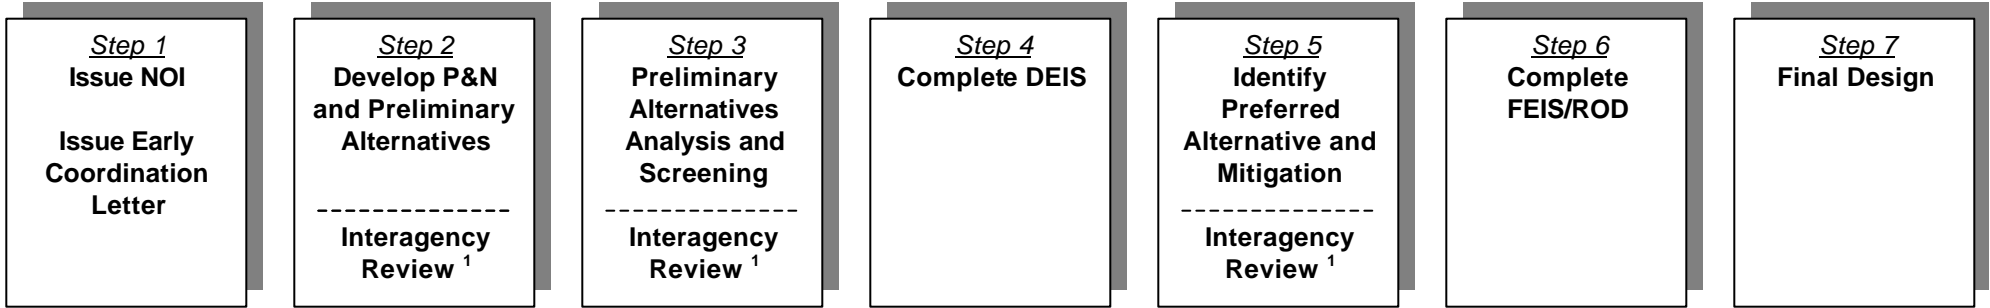 Step 1
Issue NOI
Issue Early
Coordination
Letter
Step 2
Develop P&N
and Preliminary
Alternatives
Interagency
Review 1
Step 3
Preliminary
Alternatives
Analysis and
Screening
Interagency
Review 1
Step 4
Complete DEIS
Step 5
Identify
Preferred
Alternative and
Mitigation
Interagency
Review 1
Step 6
Complete
FEIS/ROD
Step 7
Final Design